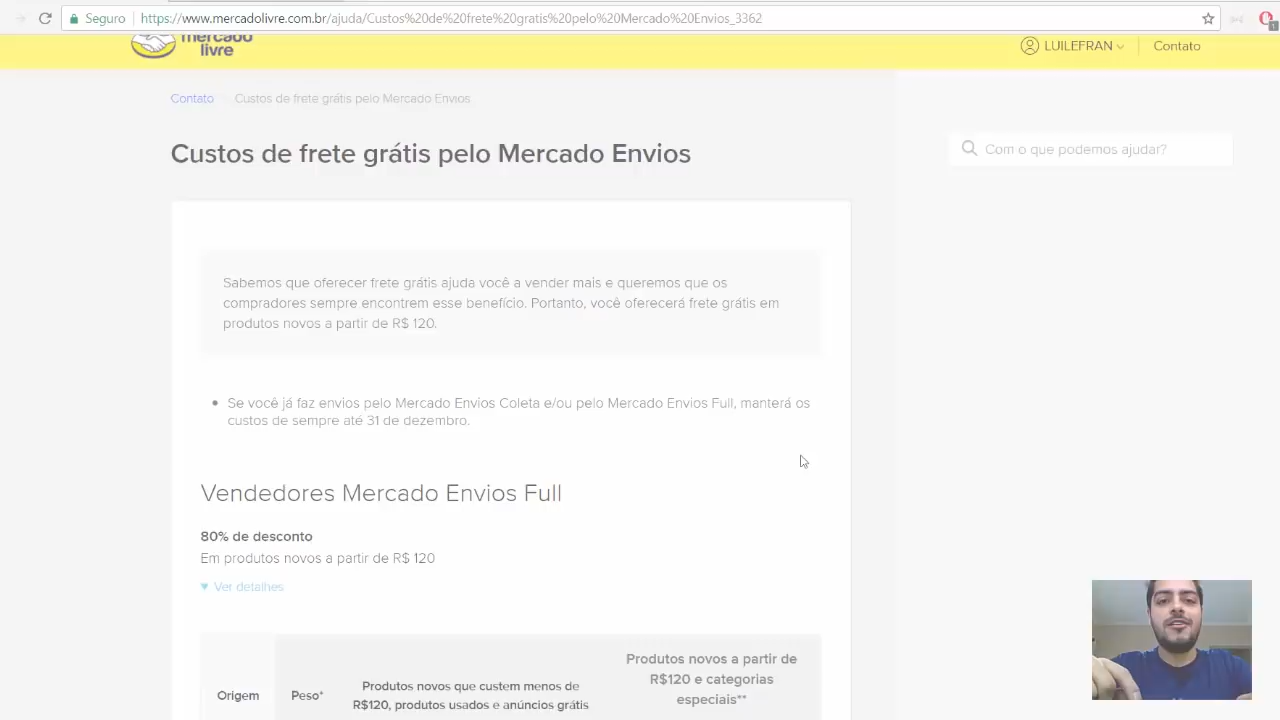 Seguro
https://www.mercadolivre.com.br/ajuda/Custos%20de%20frete%20gratis%20pelo%20Mercado%20Envios_3362
mercado
livre
LUILEFRAN
Contato
Contato
Custos de frete grátis pelo Mercado Envios
Custos de frete grátis pelo Mercado Envios
Com o que podemos ajudar?
Sabemos que oferecer frete grátis ajuda você a vender mais e queremos que os
compradores sempre encontrem esse benefício. Portanto, você oferecerá frete grátis em
produtos novos a partir de R$ 120.
• Se você já faz envios pelo Mercado Envios Coleta e/ou pelo Mercado Envios Full, manterá os
custos de sempre até 31 de dezembro.
Vendedores Mercado Envios Full
80% de desconto
Em produtos novos a partir de R$ 120
Ver detalhes
Origem
Peso*
Produtos novos que custem menos de
R$120, produtos usados e anúncios grátis
Produtos novos a partir de
R$120 e categorias
especiais**